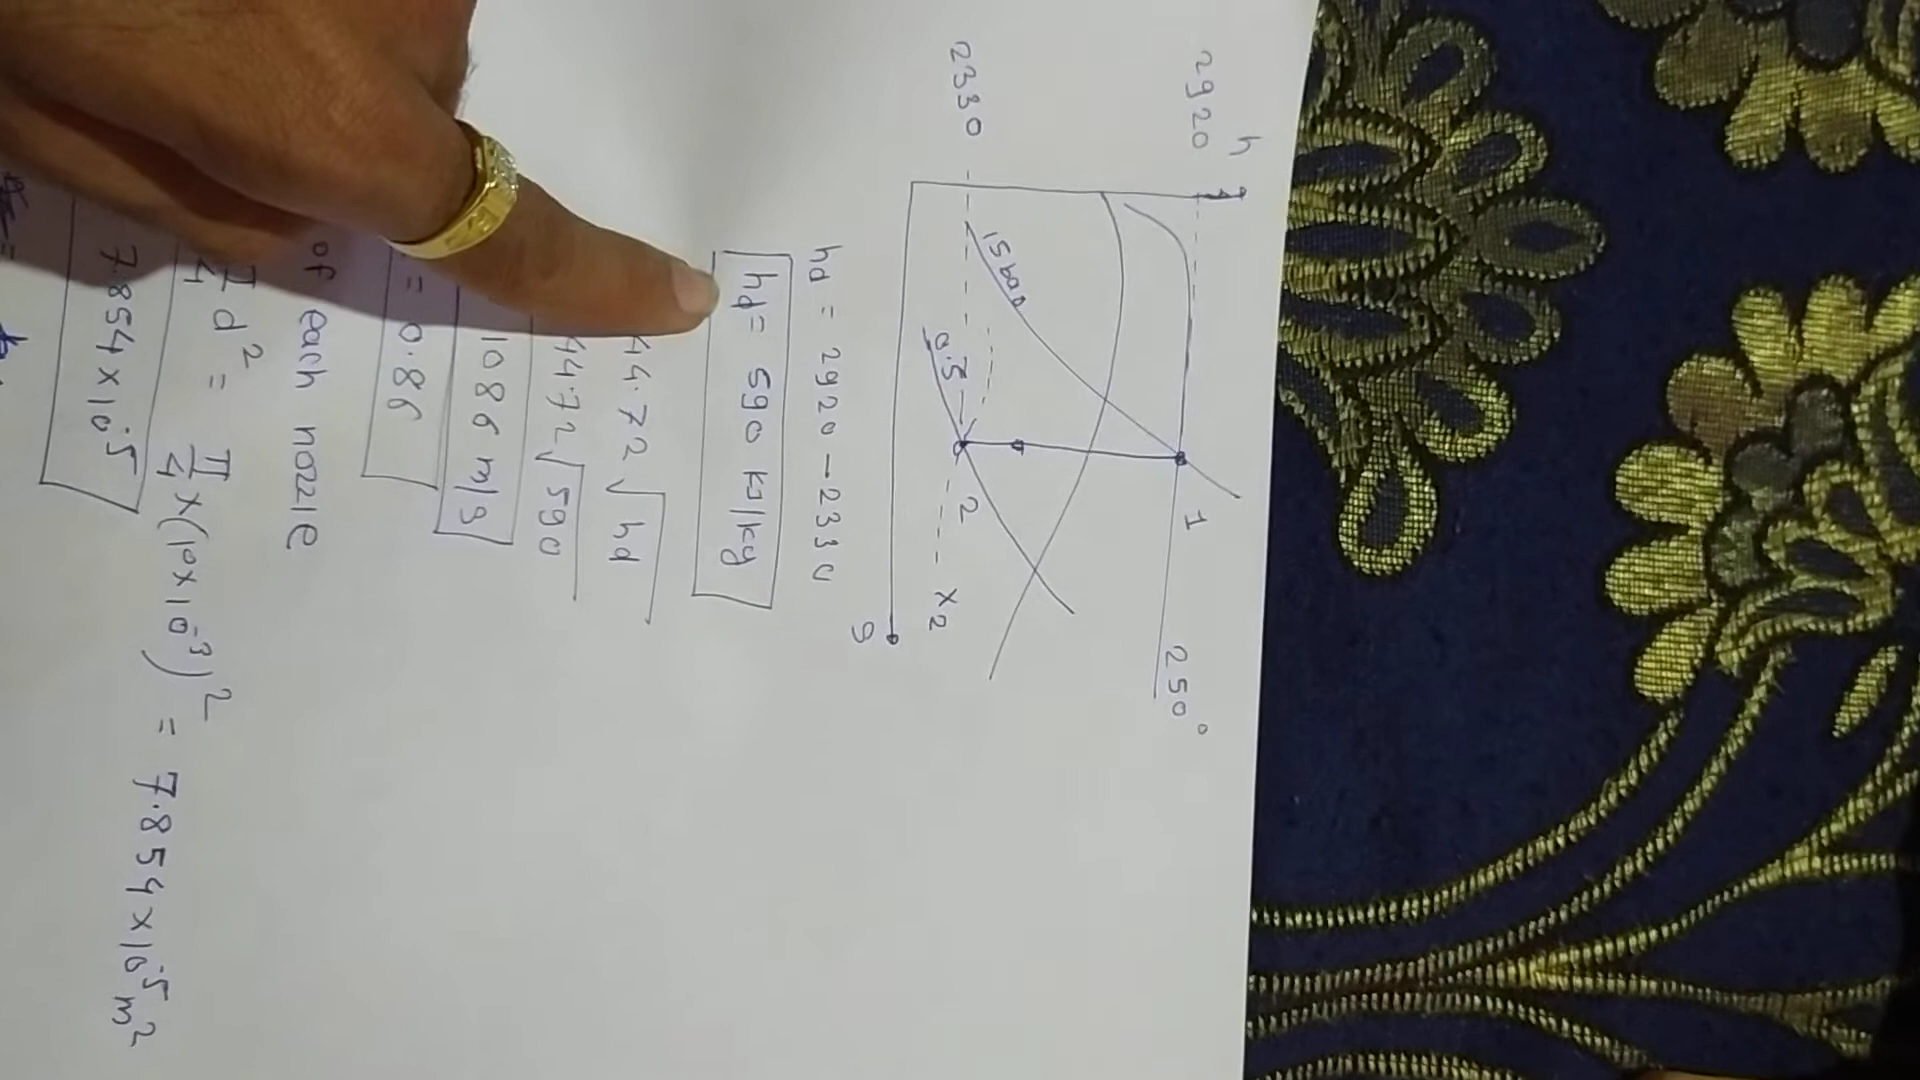 h
2920
1
250°
15bar
2330
0.5
2
x2
s
hd = 2920 - 2330
hd = 590 kJ/kg
44.72 √hd
44.72 √590
1086 m/s
= 0.86
of each nozzle
π/4 d² = π/4 × (10×10⁻³)² = 7.854 × 10⁻⁵ m²
7.854 × 10⁻⁵